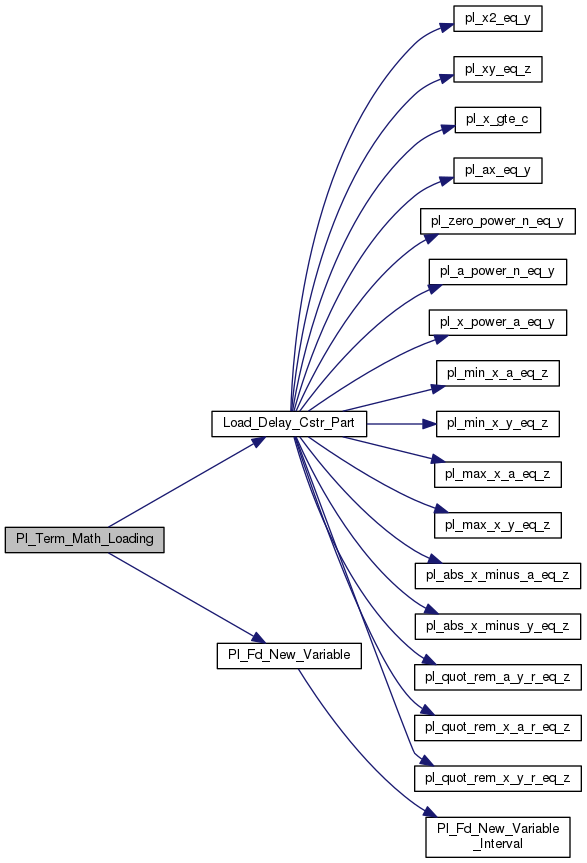 Pl_Term_Math_Loading
Load_Delay_Cstr_Part
Pl_Fd_New_Variable
pl_x2_eq_y
pl_xy_eq_z
pl_x_gte_c
pl_ax_eq_y
pl_zero_power_n_eq_y
pl_a_power_n_eq_y
pl_x_power_a_eq_y
pl_min_x_a_eq_z
pl_min_x_y_eq_z
pl_max_x_a_eq_z
pl_max_x_y_eq_z
pl_abs_x_minus_a_eq_z
pl_abs_x_minus_y_eq_z
pl_quot_rem_a_y_r_eq_z
pl_quot_rem_x_a_r_eq_z
pl_quot_rem_x_y_r_eq_z
Pl_Fd_New_Variable
_Interval